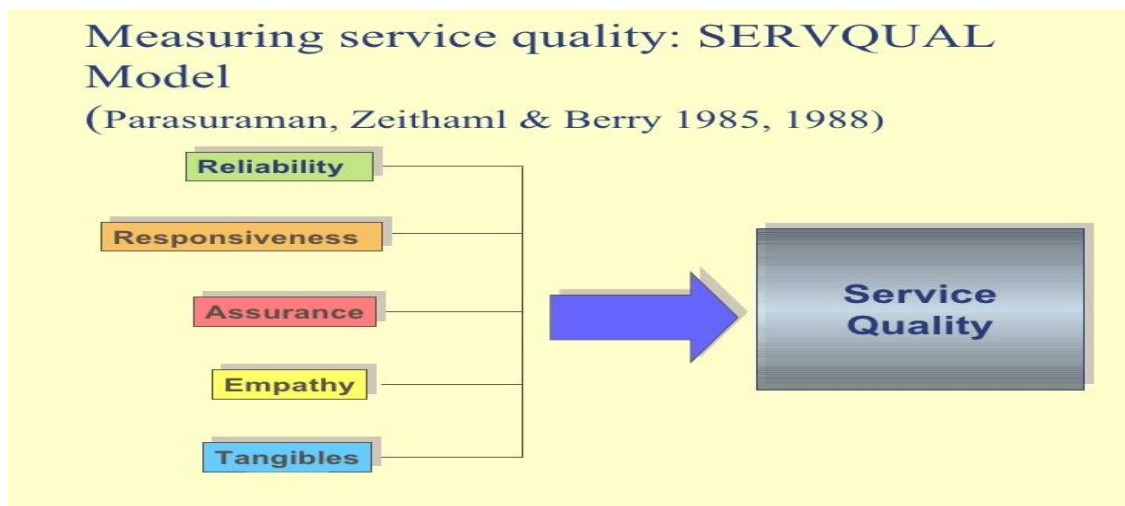 Measuring service quality: SERVQUAL
Model
(Parasuraman, Zeithaml & Berry 1985, 1988)
Reliability
Responsiveness
Assurance
Empathy
Tangibles
Service
Quality